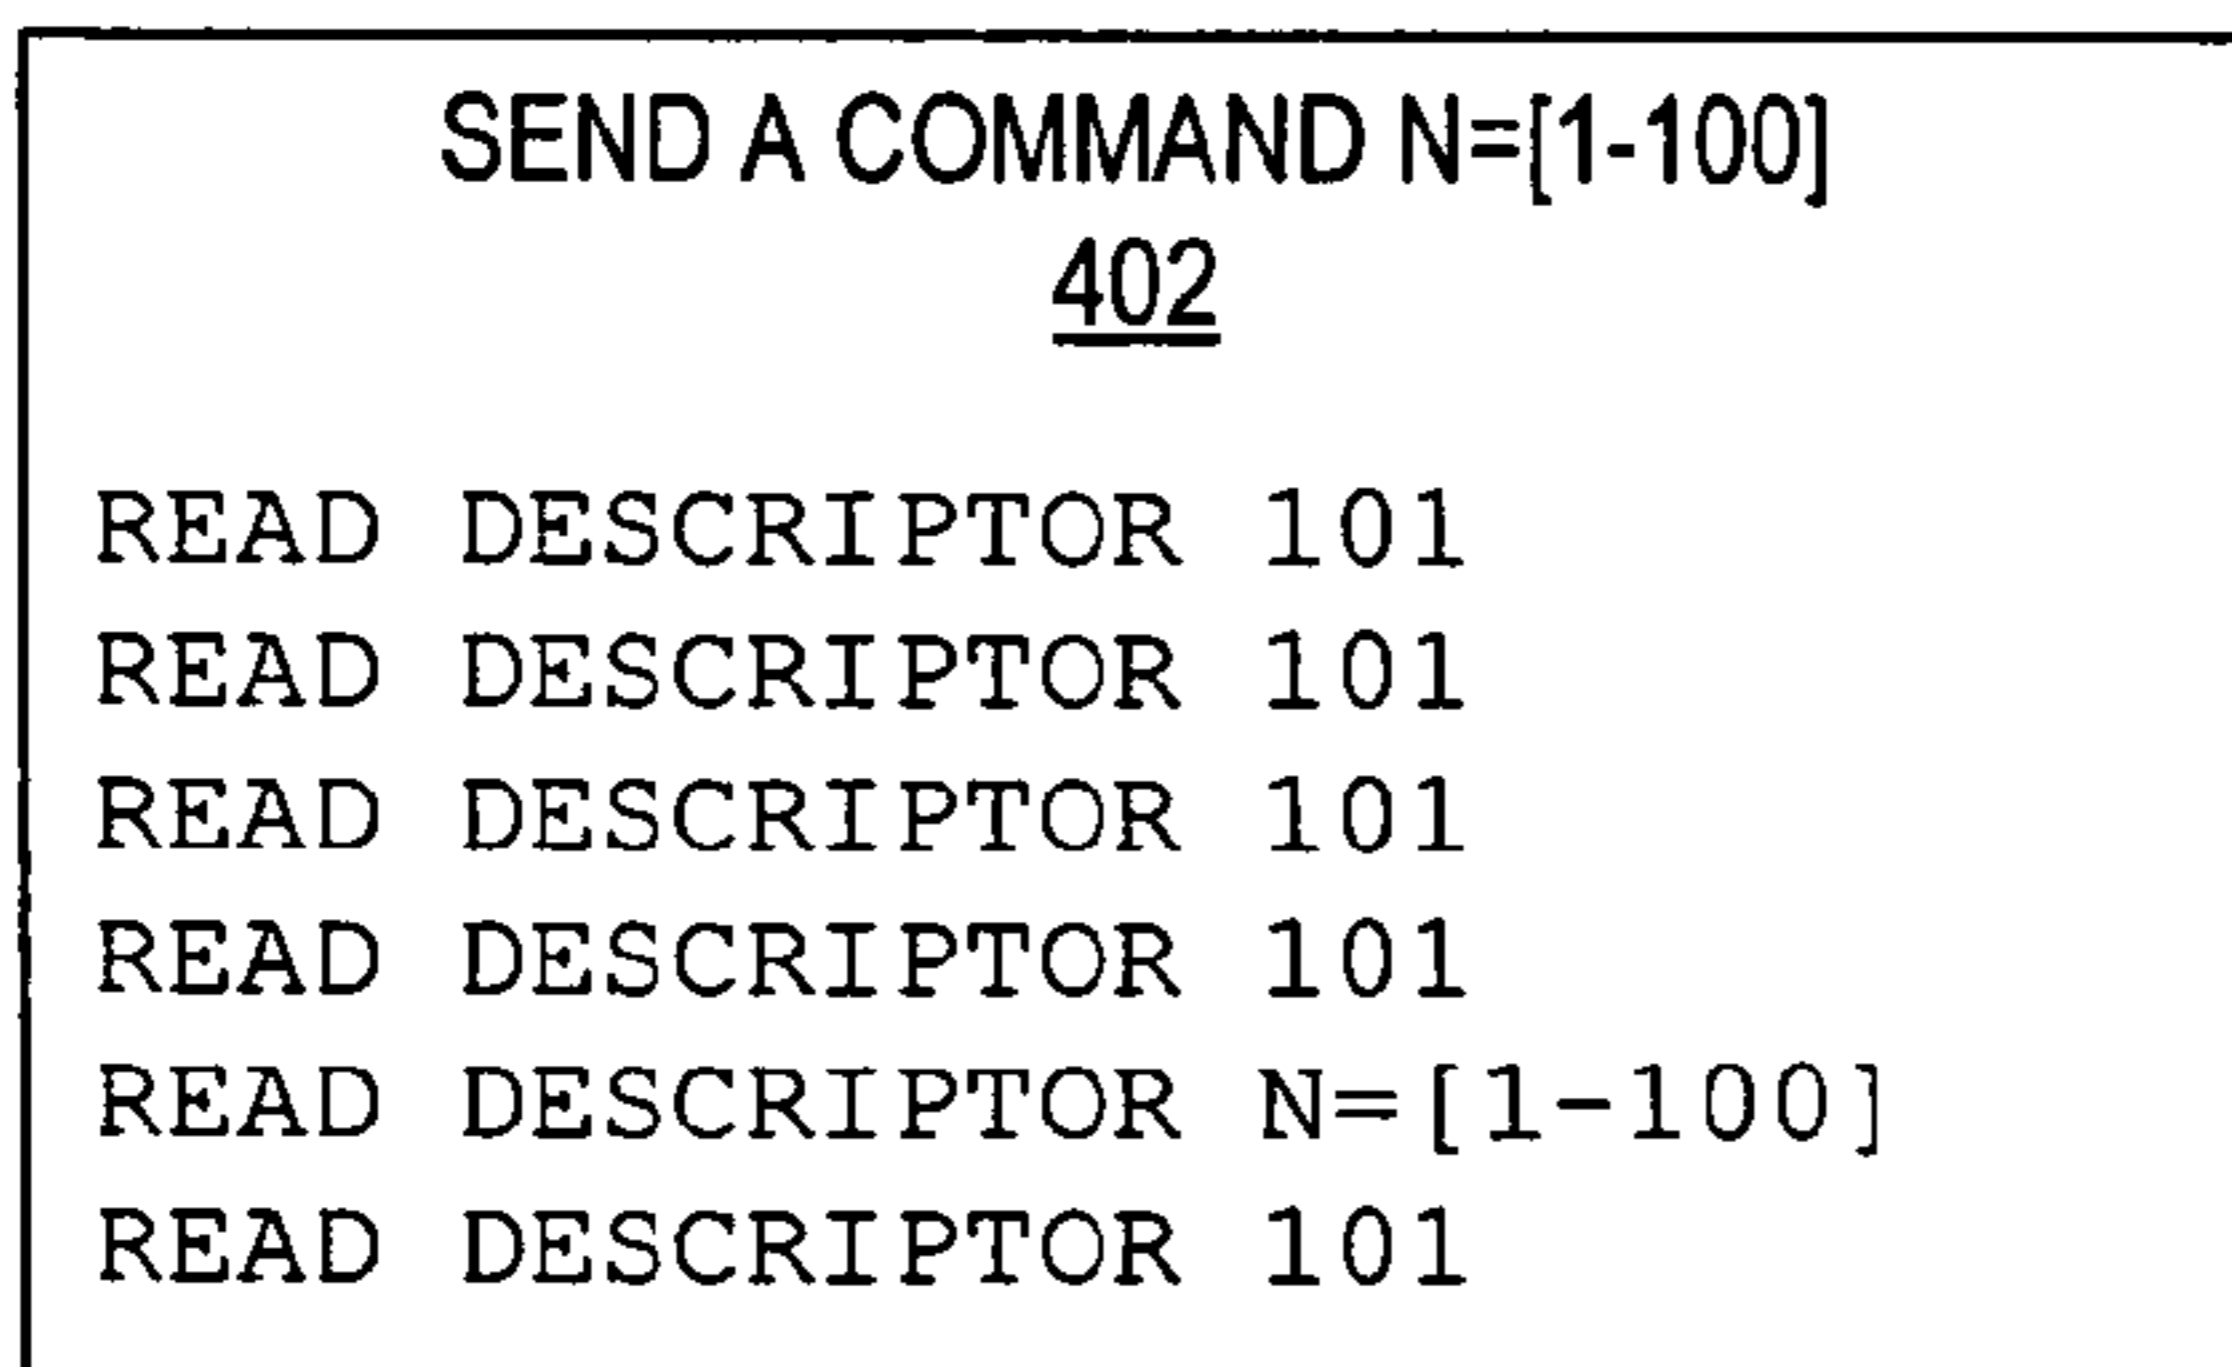 SEND A COMMAND N=[1-100]
402
READ DESCRIPTOR 101
READ DESCRIPTOR 101
READ DESCRIPTOR 101
READ DESCRIPTOR 101
READ DESCRIPTOR N=[1-100]
READ DESCRIPTOR 101